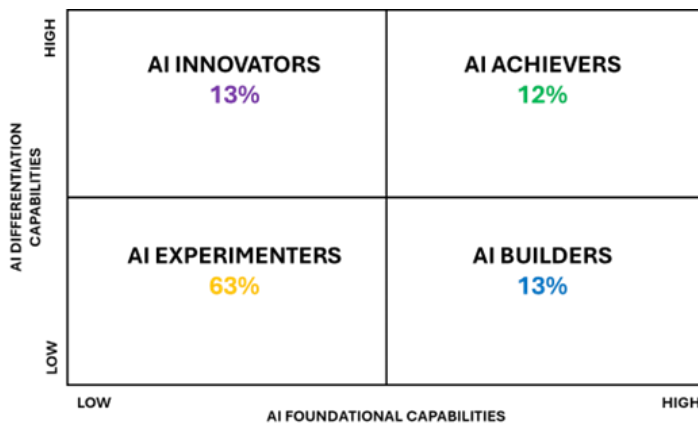 HIGH
AI INNOVATORS
13%
AI ACHIEVERS
12%
AI DIFFERENTIATION
CAPABILITIES
AI EXPERIMENTERS
63%
AI BUILDERS
13%
LOW
LOW
AI FOUNDATIONAL CAPABILITIES
HIGH